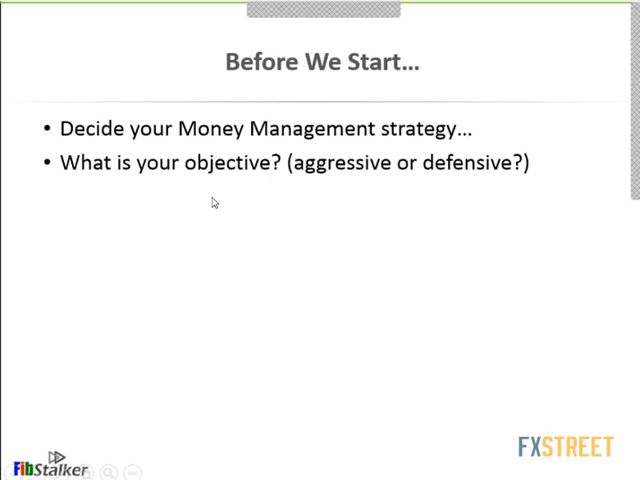 Before We Start...
• Decide your Money Management strategy...
• What is your objective? (aggressive or defensive?)
FXSTREET
FibStalker